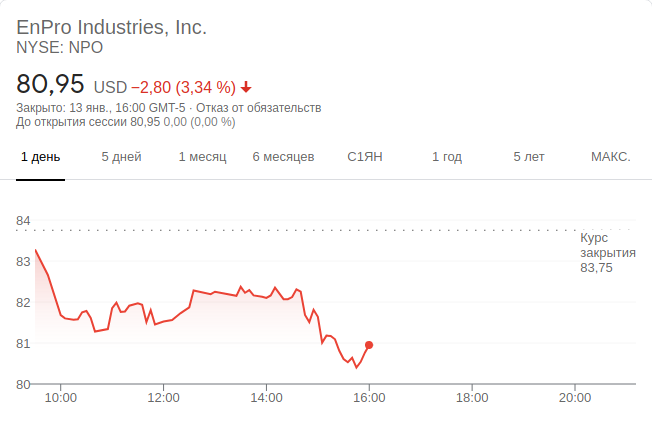 EnPro Industries, Inc.
NYSE: NPO
80,95 USD −2,80 (3,34 %)
Закрыто: 13 янв., 16:00 GMT-5 · Отказ от обязательств
До открытия сессии 80,95 0,00 (0,00 %)
1 день 5 дней 1 месяц 6 месяцев С1ЯН 1 год 5 лет МАКС.
84
Курс
закрытия
83,75
83
82
81
80
10:00 12:00 14:00 16:00 18:00 20:00